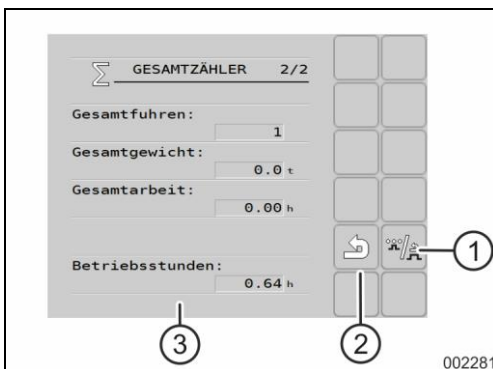 GESAMTZÄHLER 2/2
Gesamtfuhren:
1
Gesamtgewicht:
0.0 t
Gesamtarbeit:
0.00 h
Betriebsstunden:
0.64 h
1
2
3
002281